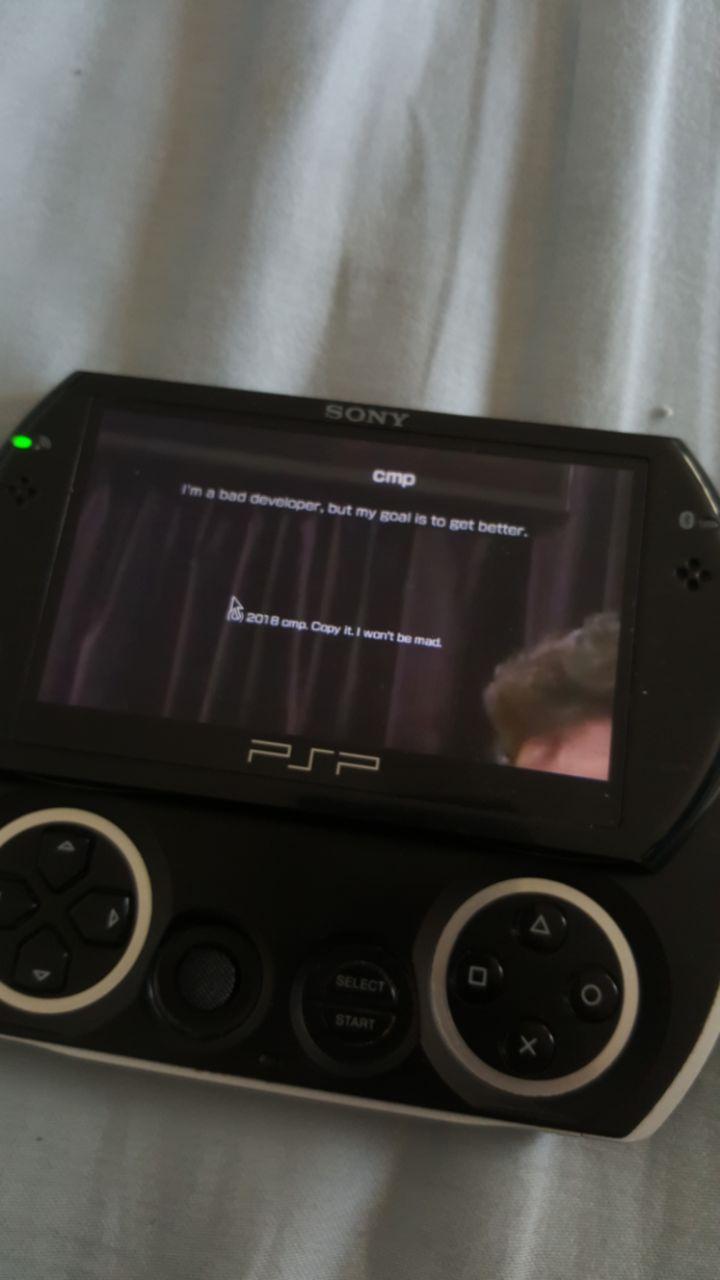 SONY
cmp
I'm a bad developer, but my goal is to get better.
2018 cmp. Copy it. I won't be mad.
PSP
SELECT
START